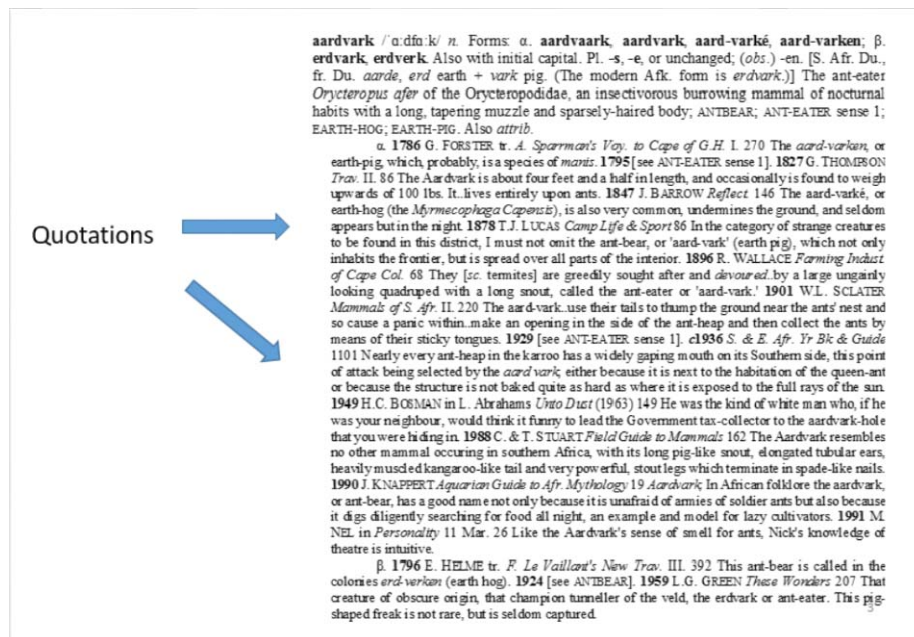 aardvark /ˈɑːdfɑːk/ n. Forms: α. aardvaark, aardvark, aard-varké, aard-varken; β.
erdvark, erdverk. Also with initial capital. Pl. -s, -e, or unchanged; (obs.) -en. [S. Afr. Du.,
fr. Du. aarde, erd earth + vark pig. (The modern Afk. form is erdvark.)] The ant-eater
Orycteropus afer of the Orycteropodidae, an insectivorous burrowing mammal of nocturnal
habits with a long, tapering muzzle and sparsely-haired body; ANTBEAR; ANT-EATER sense 1;
EARTH-HOG; EARTH-PIG. Also attrib.
α. 1786 G. FORSTER tr. A. Sparrman's Voy. to Cape of G.H. I. 270 The aard-varken, or
earth-pig, which, probably, is a species of manis. 1795 [see ANT-EATER sense 1]. 1827 G. THOMPSON
Trav. II. 86 The Aardvark is about four feet and a half in length, and occasionally is found to weigh
upwards of 100 lbs. It..lives entirely upon ants. 1847 J. BARROW Reflect. 146 The aard-varké, or
earth-hog (the Myrmecophaga Capensis), is also very common, undermines the ground, and seldom
appears but in the night. 1878 T.J. LUCAS Camp Life & Sport 86 In the category of strange creatures
Quotations
to be found in this district, I must not omit the ant-bear, or 'aard-vark' (earth pig), which not only
inhabits the frontier, but is spread over all parts of the interior. 1896 R. WALLACE Farming Indust.
of Cape Col. 68 They [sc. termites] are greedily sought after and devoured..by a large ungainly
looking quadruped with a long snout, called the ant-eater or 'aard-vark.' 1901 W.L. SCLATER
Mammals of S. Afr. II. 220 The aard-vark..use their tails to thump the ground near the ants' nest and
so cause a panic within..make an opening in the side of the ant-heap and then collect the ants by
means of their sticky tongues. 1929 [see ANT-EATER sense 1]. c1936 S. & E. Afr. Yr Bk & Guide
1101 Nearly every ant-heap in the karroo has a widely gaping mouth on its Southern side, this point
of attack being selected by the aard vark, either because it is next to the habitation of the queen-ant
or because the structure is not baked quite as hard as where it is exposed to the full rays of the sun.
1949 H.C. BOSMAN in L. Abrahams Unto Dust (1963) 149 He was the kind of white man who, if he
was your neighbour, would think it funny to lead the Government tax-collector to the aardvark-hole
that you were hiding in. 1988 C. & T. STUART Field Guide to Mammals 162 The Aardvark resembles
no other mammal occuring in southern Africa, with its long pig-like snout, elongated tubular ears,
heavily muscled kangaroo-like tail and very powerful, stout legs which terminate in spade-like nails.
1990 J. KNAPPERT Aquarian Guide to Afr. Mythology 19 Aardvark, In African folklore the aardvark,
or ant-bear, has a good name not only because it is unafraid of armies of soldier ants but also because
it digs diligently searching for food all night, an example and model for lazy cultivators. 1991 M.
NEL in Personality 11 Mar. 26 Like the Aardvark's sense of smell for ants, Nick's knowledge of
theatre is intuitive.
β. 1796 E. HELME tr. F. Le Vaillant's New Trav. III. 392 This ant-bear is called in the
colonies erd-verken (earth hog). 1924 [see ANTBEAR]. 1959 L.G. GREEN These Wonders 207 That
creature of obscure origin, that champion tunneller of the veld, the erdvark or ant-eater. This pig-
shaped freak is not rare, but is seldom captured.
3